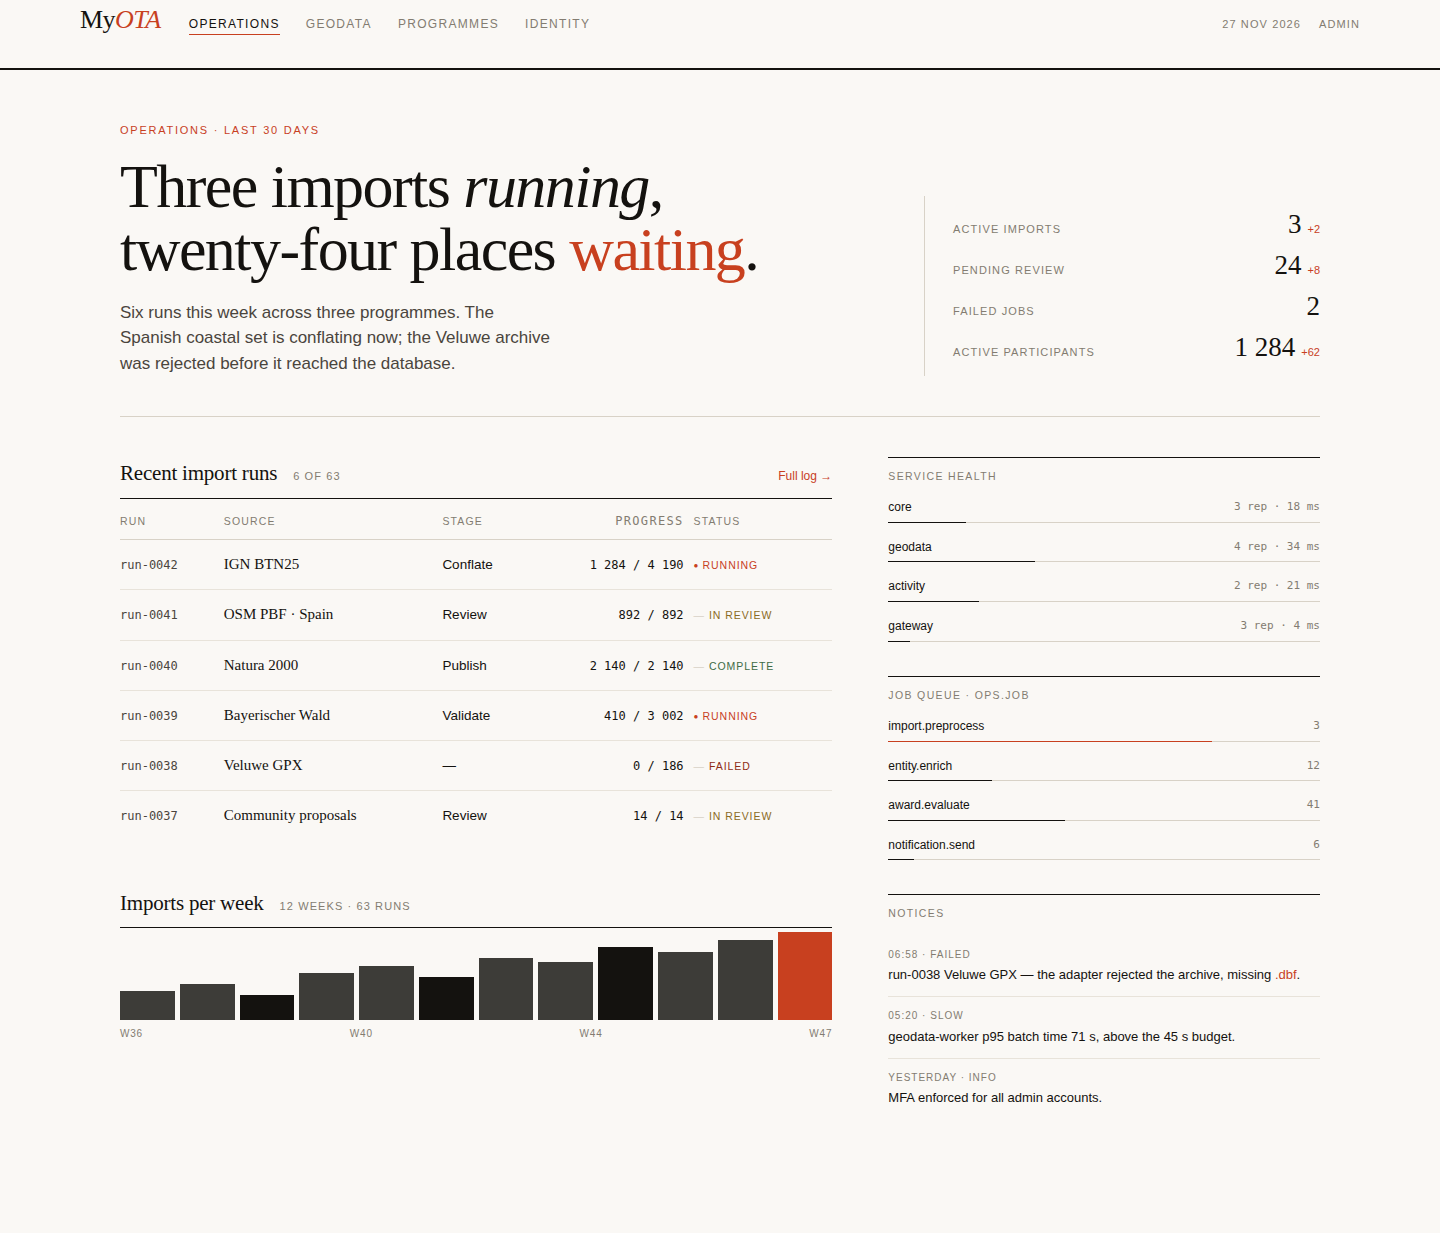 MyOTA OPERATIONS GEODATA PROGRAMMES IDENTITY 27 NOV 2026 ADMIN
OPERATIONS · LAST 30 DAYS
Three imports running,
twenty-four places waiting.
Six runs this week across three programmes. The
Spanish coastal set is conflating now; the Veluwe archive
was rejected before it reached the database.
ACTIVE IMPORTS 3 +2
PENDING REVIEW 24 +8
FAILED JOBS 2
ACTIVE PARTICIPANTS 1 284 +62
Recent import runs 6 OF 63 Full log →
RUN SOURCE STAGE PROGRESS STATUS
run-0042 IGN BTN25 Conflate 1 284 / 4 190 • RUNNING
run-0041 OSM PBF · Spain Review 892 / 892 — IN REVIEW
run-0040 Natura 2000 Publish 2 140 / 2 140 — COMPLETE
run-0039 Bayerischer Wald Validate 410 / 3 002 • RUNNING
run-0038 Veluwe GPX — 0 / 186 — FAILED
run-0037 Community proposals Review 14 / 14 — IN REVIEW
Imports per week 12 WEEKS · 63 RUNS
W36 W40 W44 W47
SERVICE HEALTH
core 3 rep · 18 ms
geodata 4 rep · 34 ms
activity 2 rep · 21 ms
gateway 3 rep · 4 ms
JOB QUEUE · OPS.JOB
import.preprocess 3
entity.enrich 12
award.evaluate 41
notification.send 6
NOTICES
06:58 · FAILED
run-0038 Veluwe GPX — the adapter rejected the archive, missing .dbf.
05:20 · SLOW
geodata-worker p95 batch time 71 s, above the 45 s budget.
YESTERDAY · INFO
MFA enforced for all admin accounts.